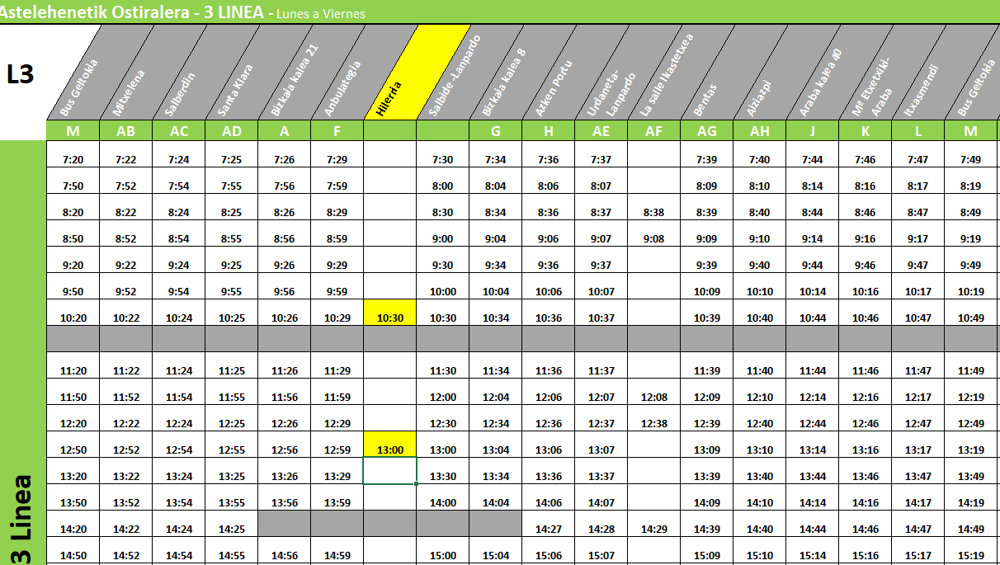 Astelehenetik Ostiralera - 3 LINEA - Lunes a Viernes
L3
Bus Geltokia Mitxelena Salberdin Santa Klara Bizkaia kalea 21 Anbulategia Hilerria Salbide -Lanpardo Bizkaia kalea 8 Azken Portu Urdaneta-Lanpardo La salle Ikastetxea Bentas Aiziazpi Araba kalea 40 Mª Etxetxiki-Araba Itxasmendi Bus Geltokia
M AB AC AD A F G H AE AF AG AH J K L M
7:20 7:22 7:24 7:25 7:26 7:29 7:30 7:34 7:36 7:37 7:39 7:40 7:44 7:46 7:47 7:49
7:50 7:52 7:54 7:55 7:56 7:59 8:00 8:04 8:06 8:07 8:09 8:10 8:14 8:16 8:17 8:19
8:20 8:22 8:24 8:25 8:26 8:29 8:30 8:34 8:36 8:37 8:38 8:39 8:40 8:44 8:46 8:47 8:49
8:50 8:52 8:54 8:55 8:56 8:59 9:00 9:04 9:06 9:07 9:08 9:09 9:10 9:14 9:16 9:17 9:19
9:20 9:22 9:24 9:25 9:26 9:29 9:30 9:34 9:36 9:37 9:39 9:40 9:44 9:46 9:47 9:49
9:50 9:52 9:54 9:55 9:56 9:59 10:00 10:04 10:06 10:07 10:09 10:10 10:14 10:16 10:17 10:19
10:20 10:22 10:24 10:25 10:26 10:29 10:30 10:30 10:34 10:36 10:37 10:39 10:40 10:44 10:46 10:47 10:49
11:20 11:22 11:24 11:25 11:26 11:29 11:30 11:34 11:36 11:37 11:39 11:40 11:44 11:46 11:47 11:49
11:50 11:52 11:54 11:55 11:56 11:59 12:00 12:04 12:06 12:07 12:08 12:09 12:10 12:14 12:16 12:17 12:19
12:20 12:22 12:24 12:25 12:26 12:29 12:30 12:34 12:36 12:37 12:38 12:39 12:40 12:44 12:46 12:47 12:49
12:50 12:52 12:54 12:55 12:56 12:59 13:00 13:00 13:04 13:06 13:07 13:09 13:10 13:14 13:16 13:17 13:19
13:20 13:22 13:24 13:25 13:26 13:29 13:30 13:34 13:36 13:37 13:39 13:40 13:44 13:46 13:47 13:49
13:50 13:52 13:54 13:55 13:56 13:59 14:00 14:04 14:06 14:07 14:09 14:10 14:14 14:16 14:17 14:19
14:20 14:22 14:24 14:25 14:27 14:28 14:29 14:39 14:40 14:44 14:46 14:47 14:49
14:50 14:52 14:54 14:55 14:56 14:59 15:00 15:04 15:06 15:07 15:09 15:10 15:14 15:16 15:17 15:19
3 Linea